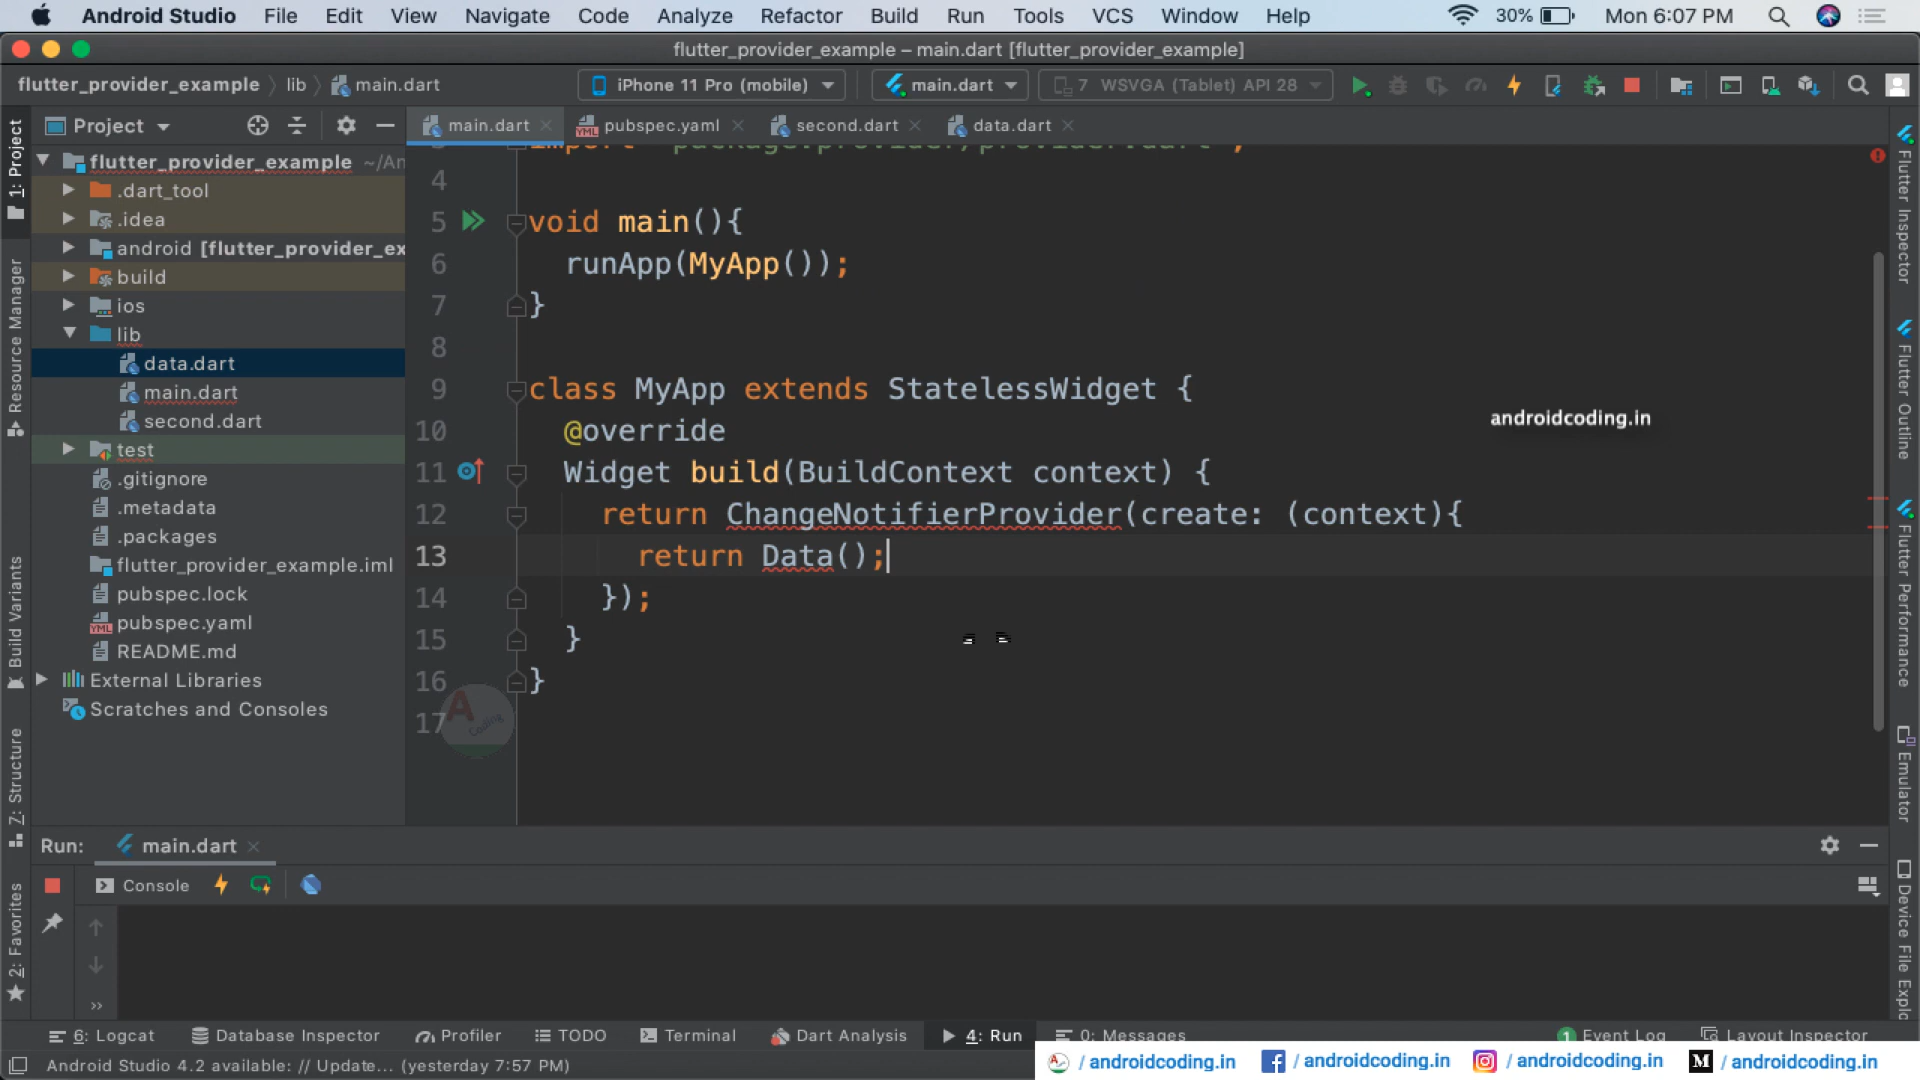 Android Studio File Edit View Navigate Code Analyze Refactor Build Run Tools VCS Window Help 30% Mon 6:07 PM
flutter_provider_example – main.dart [flutter_provider_example]
flutter_provider_example lib main.dart iPhone 11 Pro (mobile) main.dart 7 WSVGA (Tablet) API 28
Project main.dart pubspec.yaml second.dart data.dart
flutter_provider_example ~/An
.dart_tool
.idea
android [flutter_provider_ex
build
ios
lib
data.dart
main.dart
second.dart
test
.gitignore
.metadata
.packages
flutter_provider_example.iml
pubspec.lock
pubspec.yaml
README.md
External Libraries
Scratches and Consoles
1: Project
Resource Manager
Build Variants
7: Structure
2: Favorites
import 'package:provider/provider.dart';
4
5 void main(){
6 runApp(MyApp());
7 }
8
9 class MyApp extends StatelessWidget {
10 @override
11 Widget build(BuildContext context) {
12 return ChangeNotifierProvider(create: (context){
13 return Data();
14 });
15 }
16 }
17
androidcoding.in
A Coding
Flutter Inspector
Flutter Outline
Flutter Performance
Emulator
Device File Explo
Run: main.dart
Console
6: Logcat Database Inspector Profiler TODO Terminal Dart Analysis 4: Run 0: Messages 1 Event Log Layout Inspector
Android Studio 4.2 available: // Update... (yesterday 7:57 PM)
/ androidcoding.in / androidcoding.in / androidcoding.in / androidcoding.in